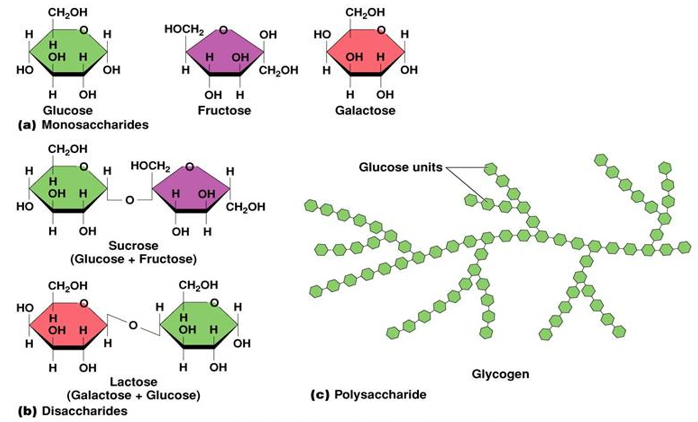 CH₂OH
H O H
H
OH H
HO OH
H OH
Glucose
HOCH₂ O OH
H OH
H CH₂OH
OH H
Fructose
CH₂OH
HO O H
OH H
H OH
H OH
Galactose
(a) Monosaccharides
CH₂OH
H O H
H
OH H
HO
H OH
O
HOCH₂ O H
H OH
CH₂OH
OH H
Sucrose
(Glucose + Fructose)
CH₂OH
HO O
H
OH H
H H
H OH
O
CH₂OH
H O H
H
OH H
OH
H OH
Lactose
(Galactose + Glucose)
(b) Disaccharides
Glucose units
Glycogen
(c) Polysaccharide